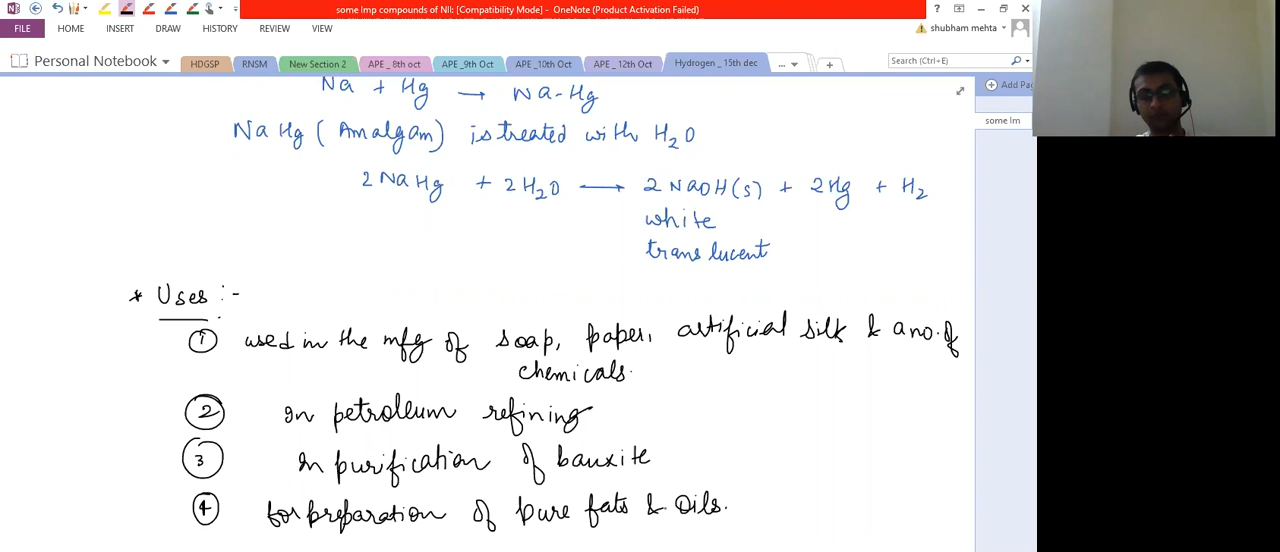 some Imp compounds of NII: [Compatibility Mode] - OneNote (Product Activation Failed)
FILE HOME INSERT DRAW HISTORY REVIEW VIEW
shubham mehta
Personal Notebook HDGSP RNSM New Section 2 APE _ 8th oct APE _9th Oct APE _10th Oct APE _ 12th Oct Hydrogen _ 15th dec ...
Search (Ctrl+E)
Add Pag
some Im
Na + Hg → Na-Hg
NaHg (Amalgam) is treated with H2O
2NaHg + 2H2O → 2NaOH(s) + 2Hg + H2
white
translucent
* Uses :-
① used in the mfg of soap, paper, artificial silk & a no. of
chemicals.
② In petroleum refining
③ In purification of bauxite
④ for preparation of pure fats & Oils.